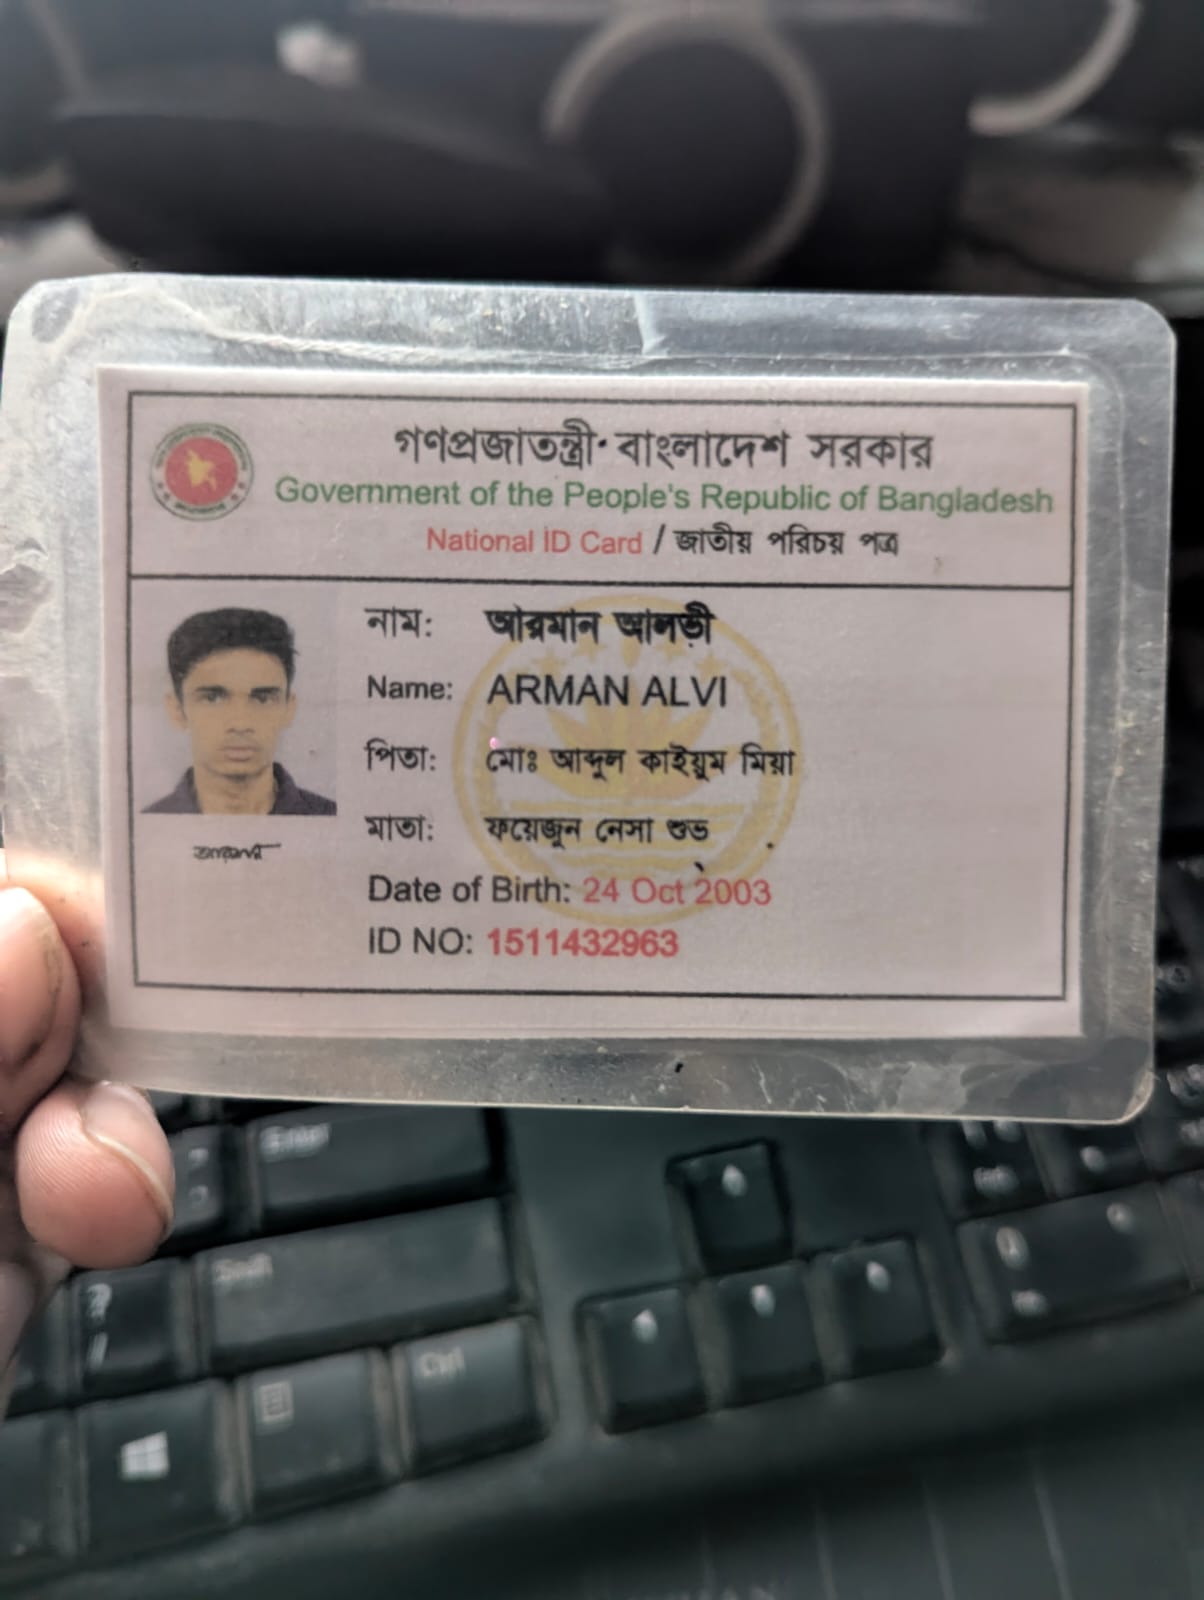 গণপ্রজাতন্ত্রী বাংলাদেশ সরকার
Government of the People's Republic of Bangladesh
National ID Card / জাতীয় পরিচয় পত্র
নাম: আরমান আলভী
Name: ARMAN ALVI
পিতা: মোঃ আব্দুল কাইয়ুম মিয়া
মাতা: ফয়েজুন নেসা শুভ
Date of Birth: 24 Oct 2003
ID NO: 1511432963
Enter
Shift
Ctrl